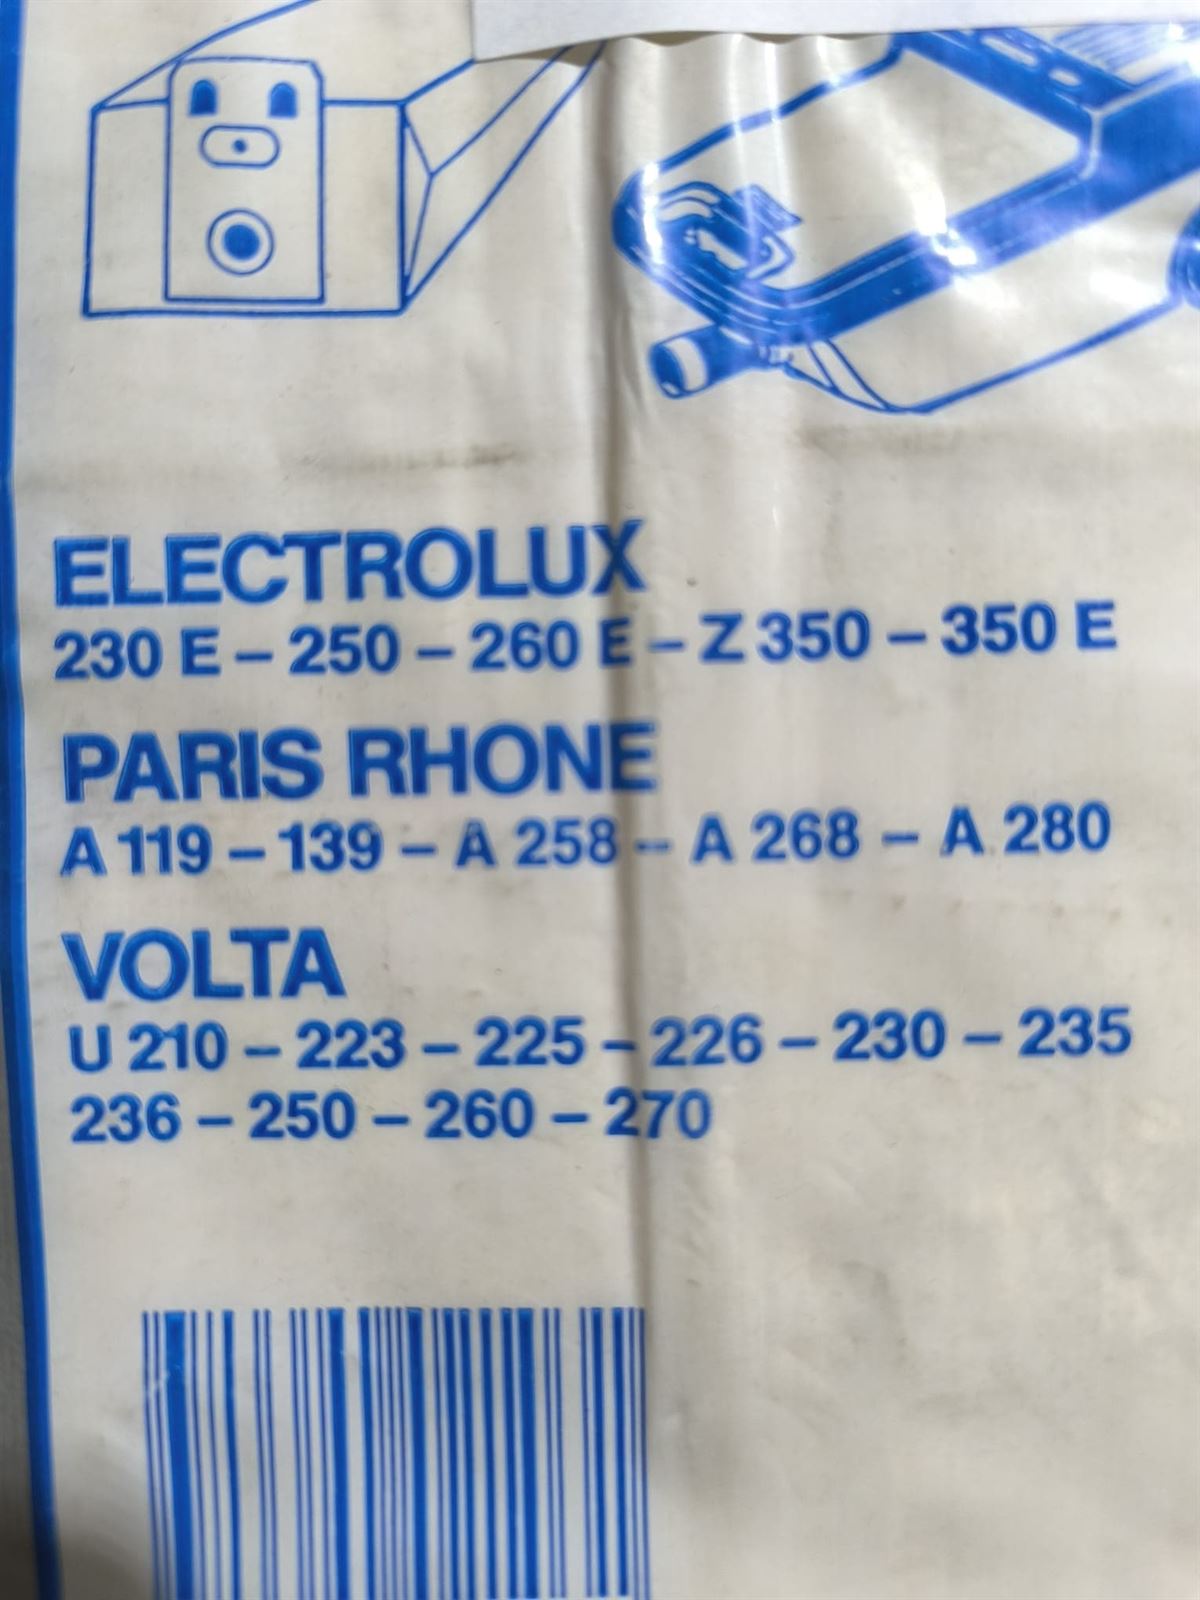 ELECTROLUX
230 E – 250 – 260 E – Z 350 – 350 E
PARIS RHONE
A 119 – 139 – A 258 – A 268 – A 280
VOLTA
U 210 – 223 – 225 – 226 – 230 – 235
236 – 250 – 260 – 270